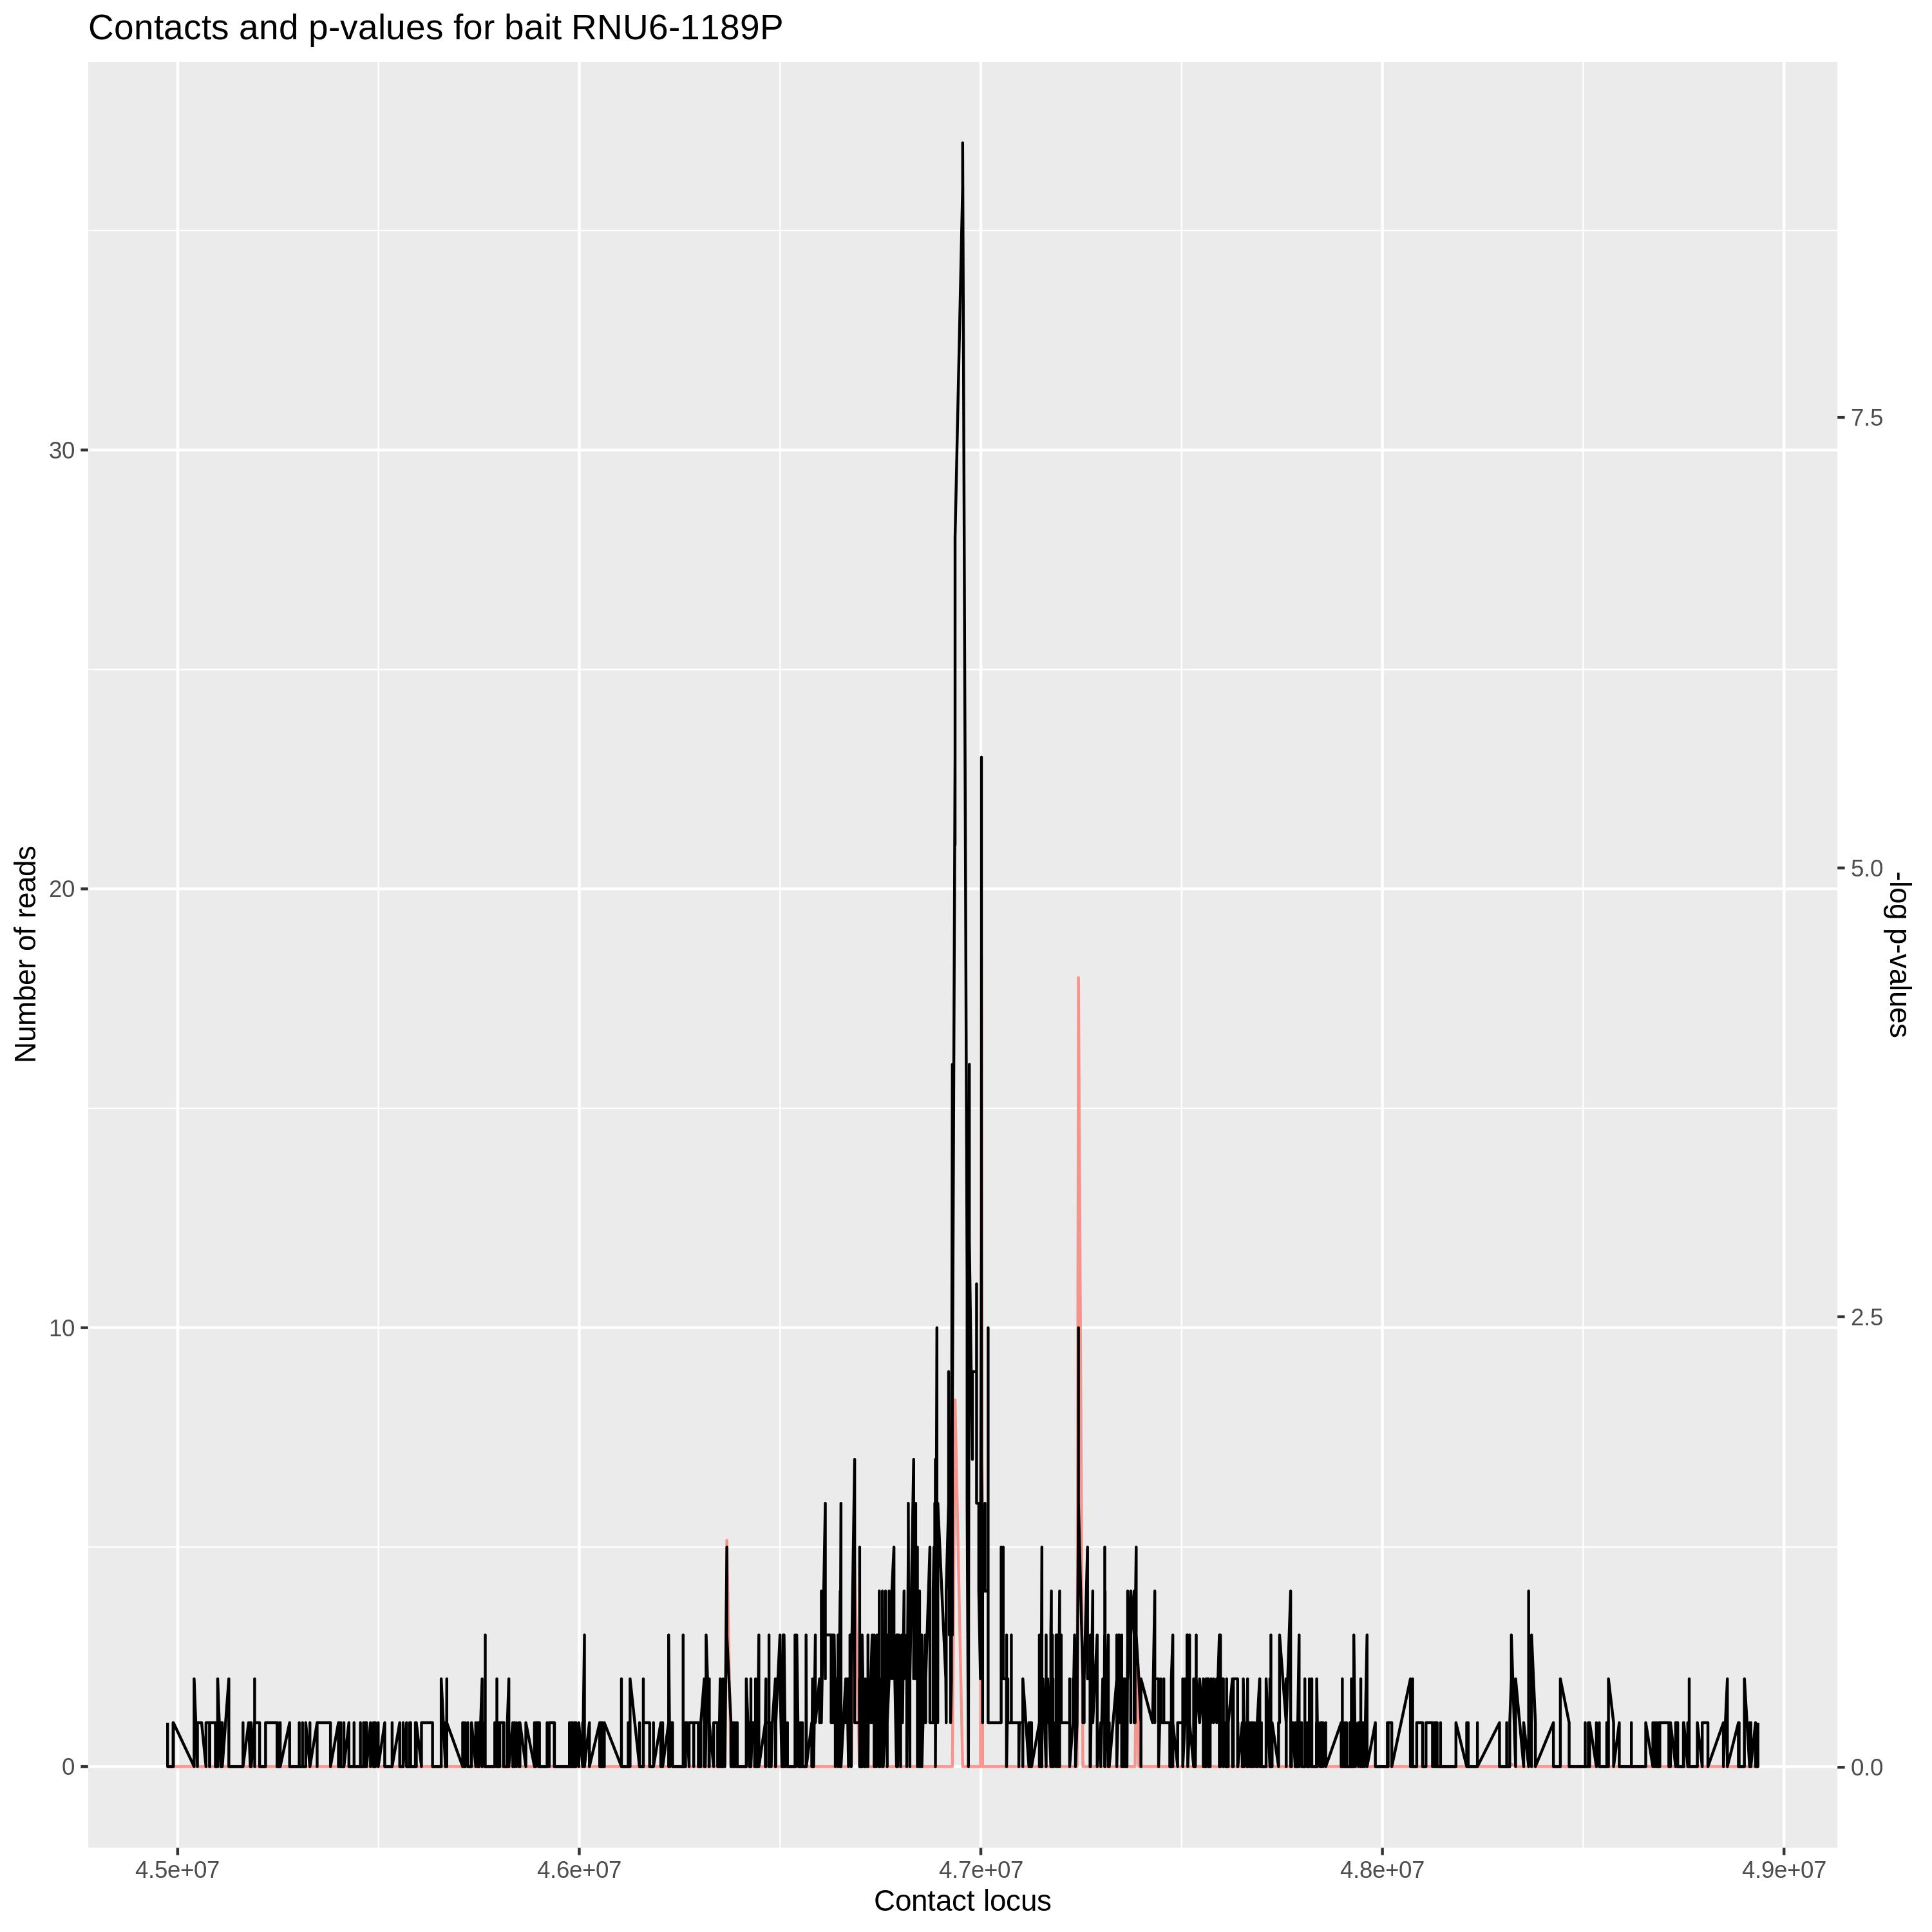 Contacts and p-values for bait RNU6-1189P
30
20
10
0
Number of reads
7.5
5.0
2.5
0.0
-log p-values
4.5e+07
4.6e+07
4.7e+07
4.8e+07
4.9e+07
Contact locus